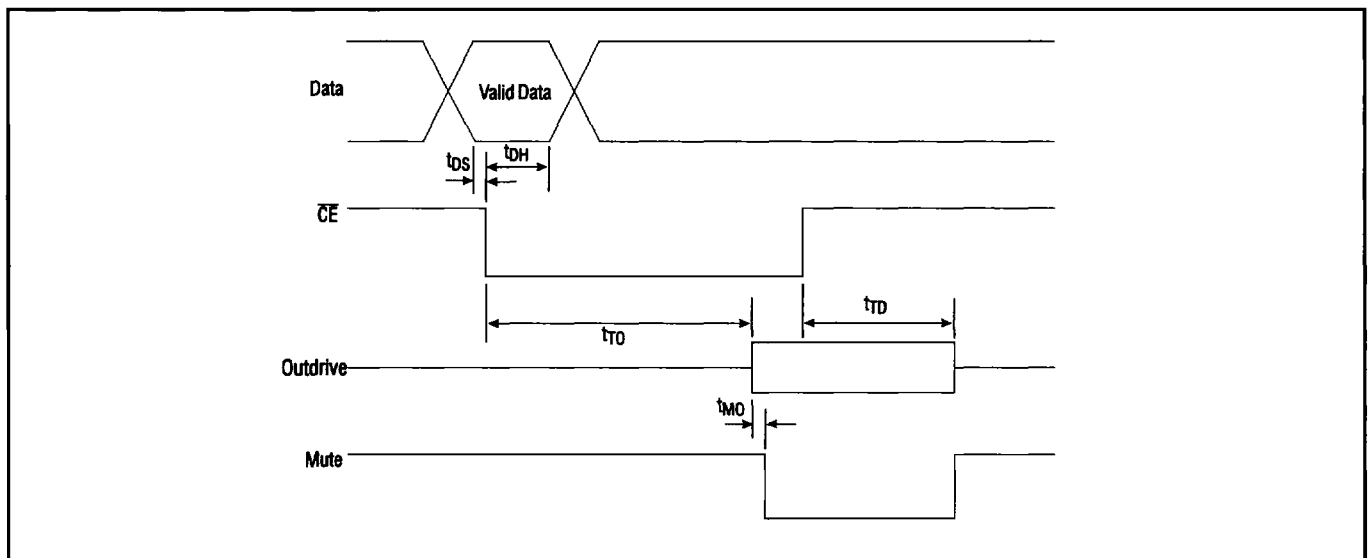 Data
Valid Data
tDS
tDH
CE
tTD
tTO
Outdrive
tMO
Mute